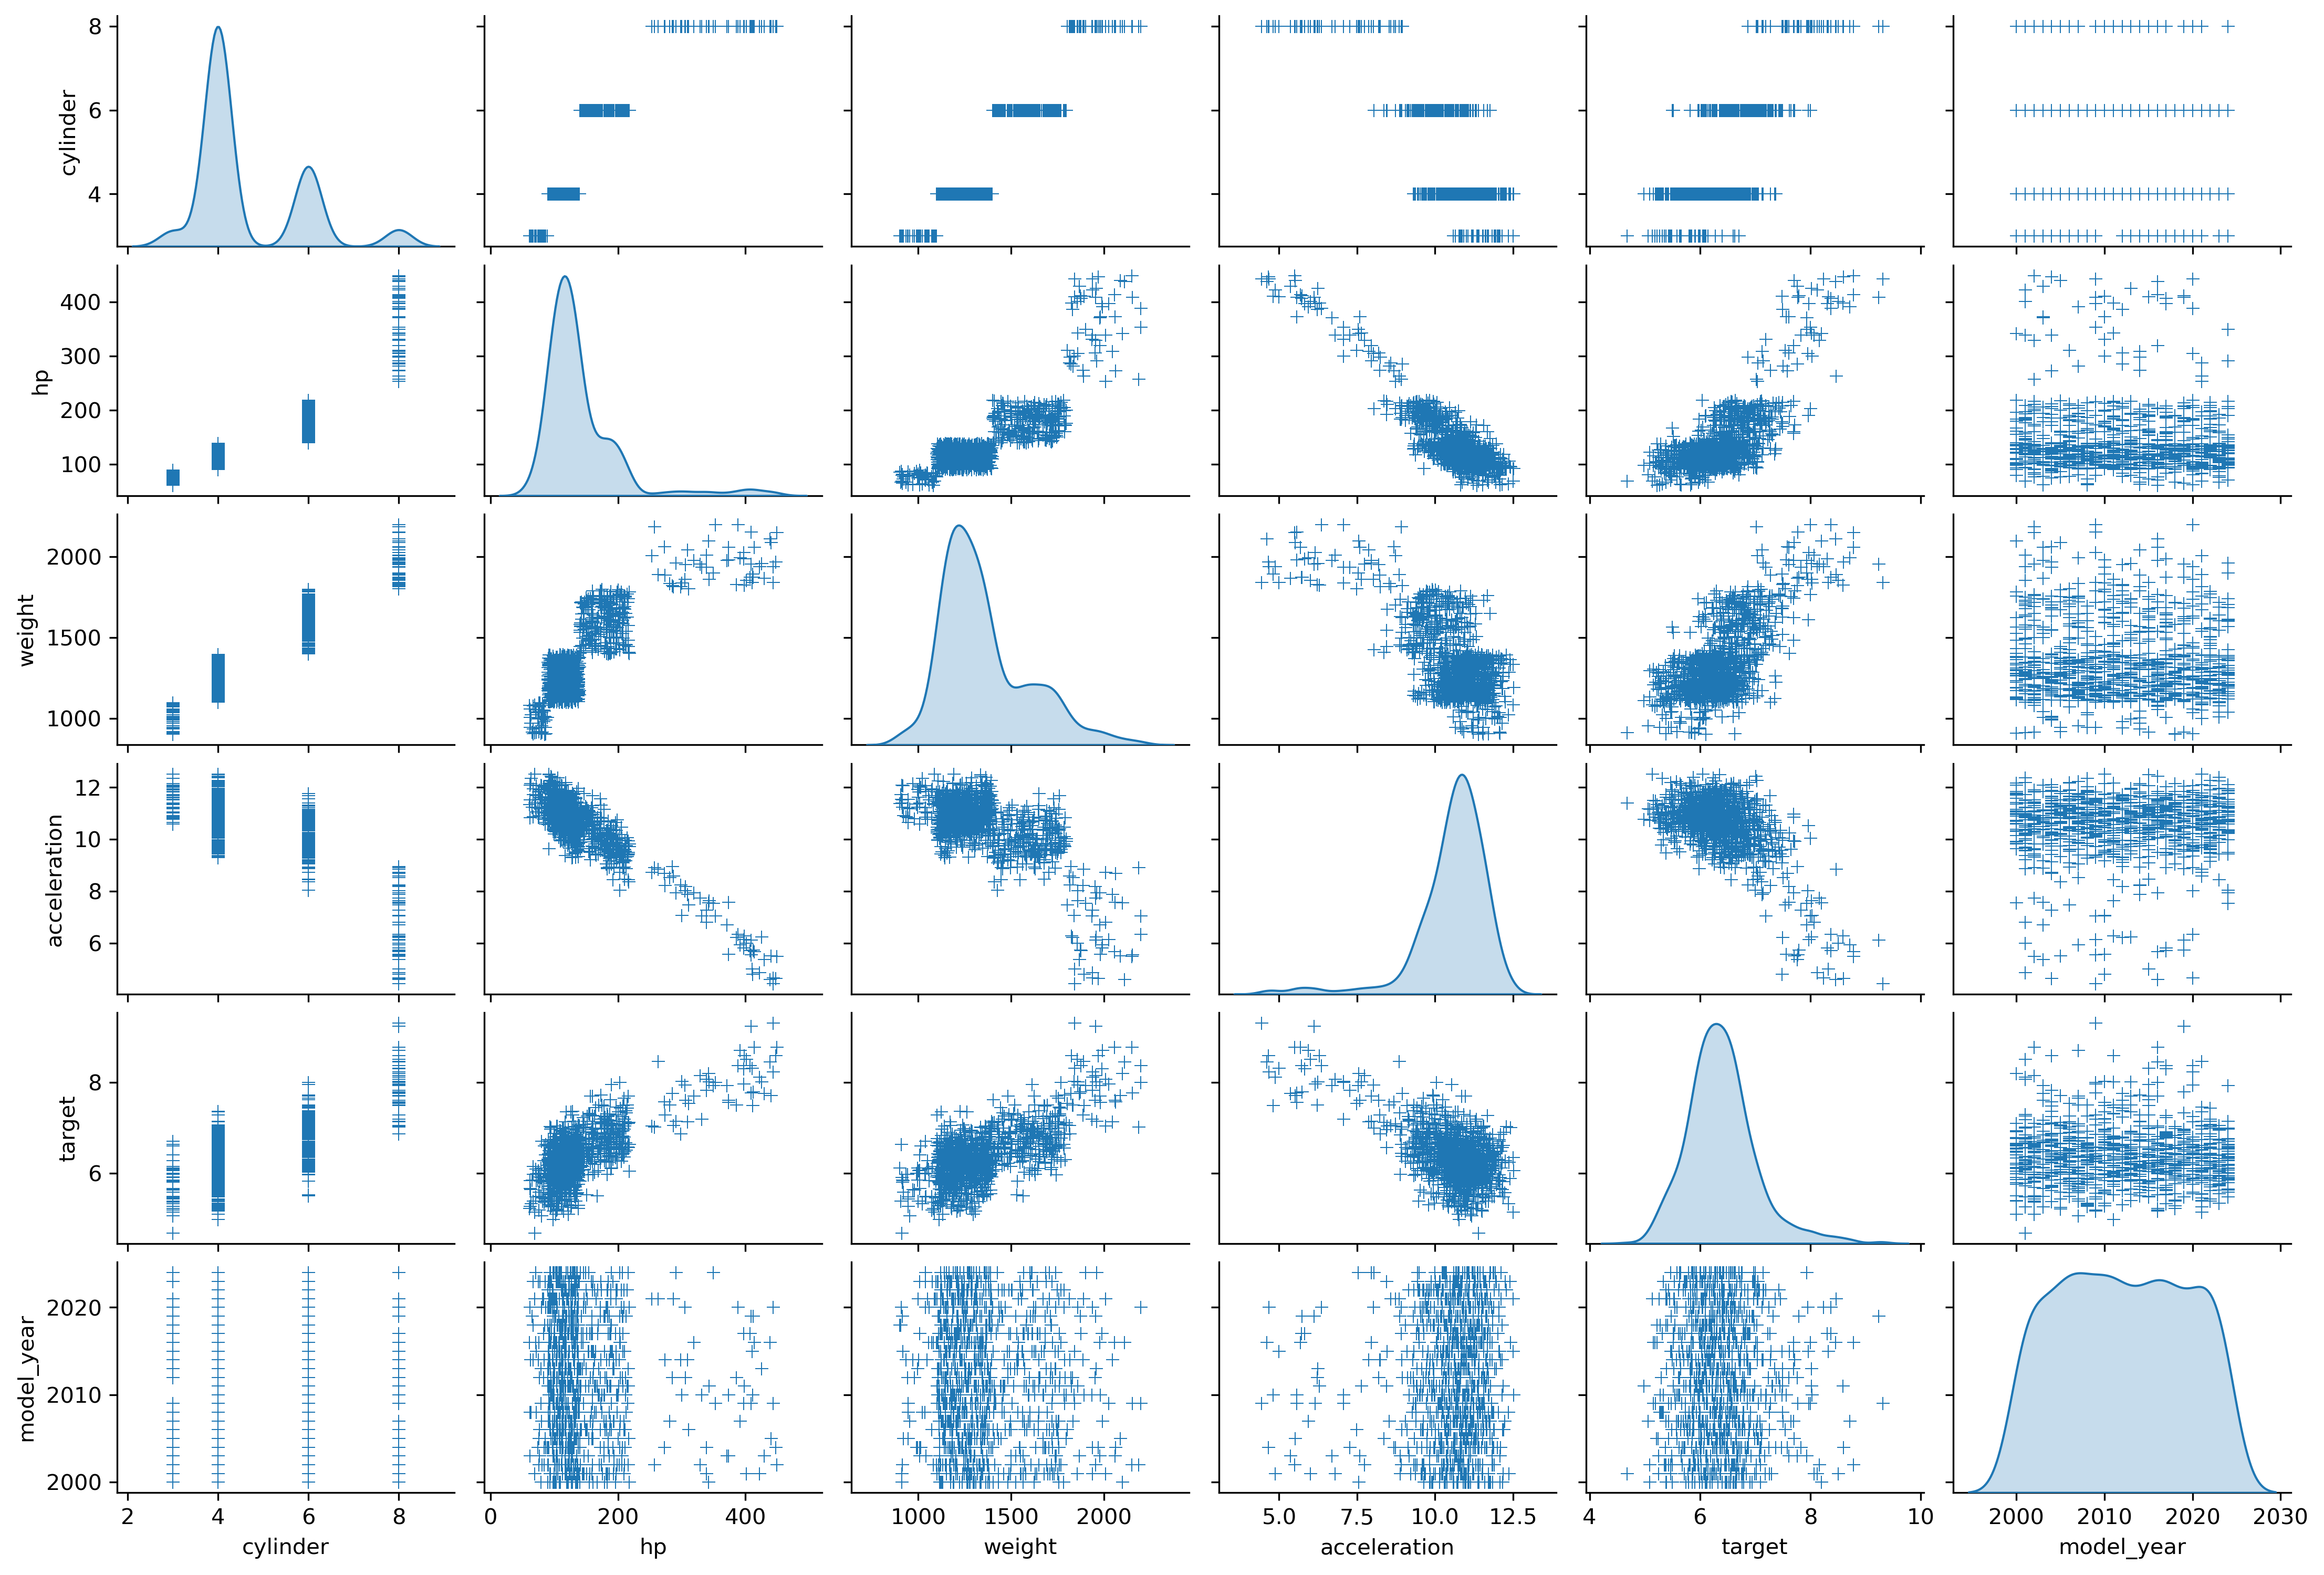 8
6
4
cylinder
400
300
200
100
hp
2000
1500
1000
weight
12
10
8
6
acceleration
8
6
target
2020
2010
2000
model_year
2 4 6 8
0 200 400
1000 1500 2000
5.0 7.5 10.0 12.5
4 6 8 10
2000 2010 2020 2030
cylinder
hp
weight
acceleration
target
model_year